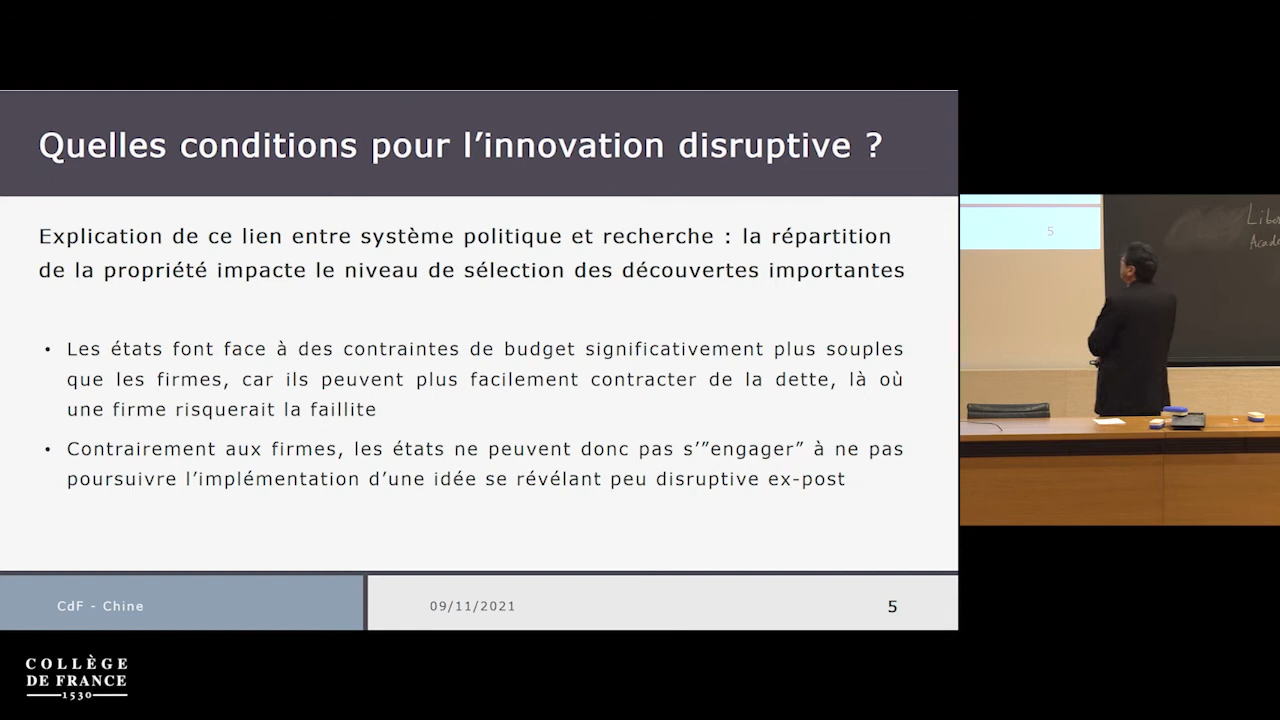 Quelles conditions pour l’innovation disruptive ?
Explication de ce lien entre système politique et recherche : la répartition
de la propriété impacte le niveau de sélection des découvertes importantes
• Les états font face à des contraintes de budget significativement plus souples
que les firmes, car ils peuvent plus facilement contracter de la dette, là où
une firme risquerait la faillite
• Contrairement aux firmes, les états ne peuvent donc pas s’”engager” à ne pas
poursuivre l’implémentation d’une idée se révélant peu disruptive ex-post
CdF - Chine
09/11/2021
5
5
COLLÈGE
DE FRANCE
1530